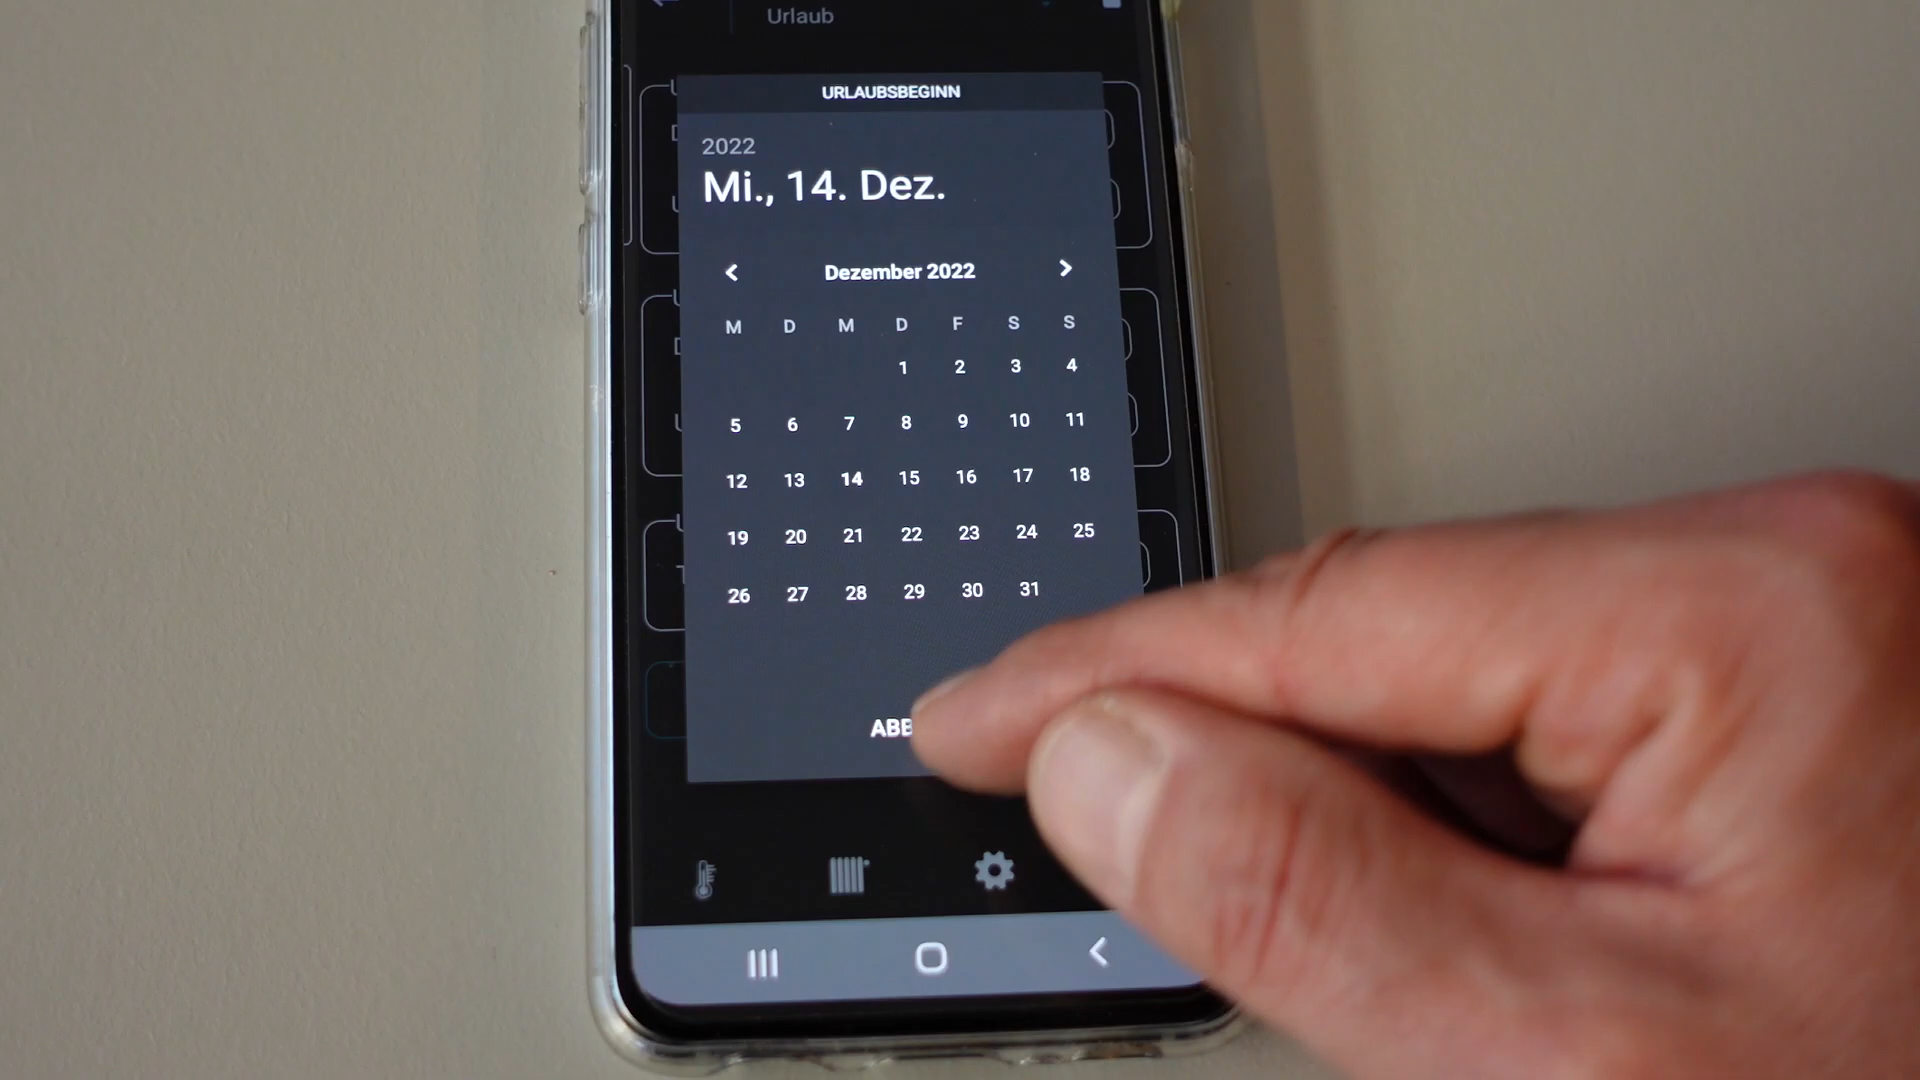 Urlaub
URLAUBSBEGINN
2022
Mi., 14. Dez.
Dezember 2022
M D M D F S S
1 2 3 4
5 6 7 8 9 10 11
12 13 14 15 16 17 18
19 20 21 22 23 24 25
26 27 28 29 30 31